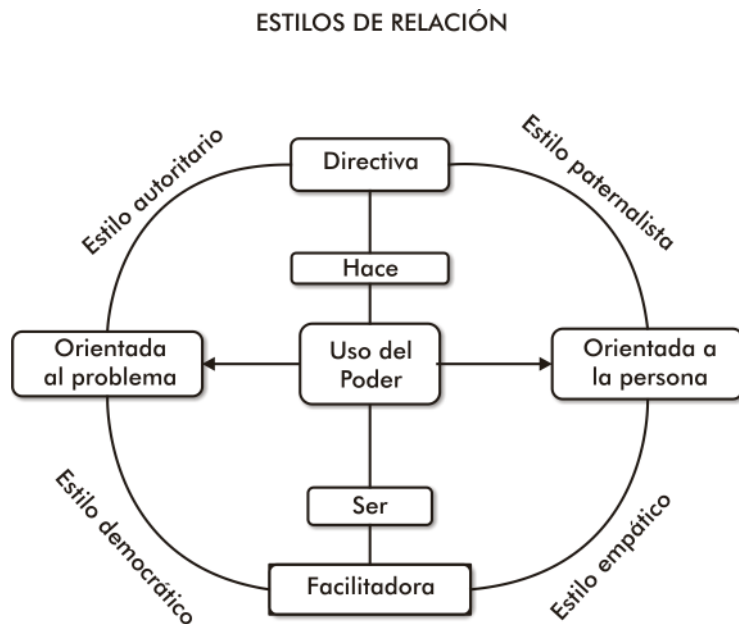 ESTILOS DE RELACIÓN
Estilo autoritario
Directiva
Estilo paternalista
Hace
Orientada
al problema
Uso del
Poder
Orientada a
la persona
Ser
Estilo democrático
Facilitadora
Estilo empático